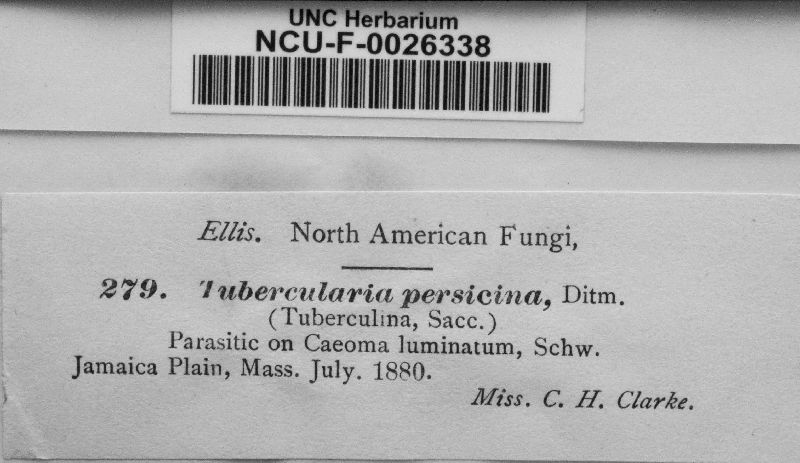 UNC Herbarium
NCU-F-0026338
Ellis. North American Fungi,
279. Tubercularia persicina, Ditm.
(Tuberculina, Sacc.)
Parasitic on Caeoma luminatum, Schw.
Jamaica Plain, Mass. July. 1880.
Miss. C. H. Clarke.